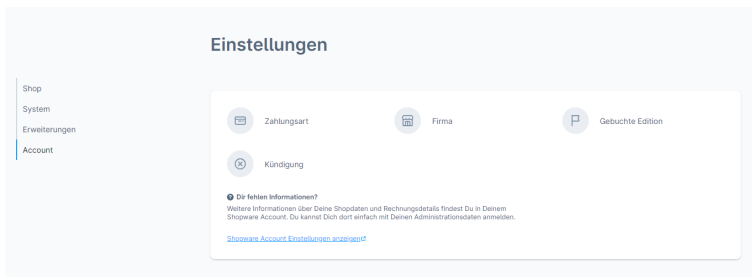 Einstellungen
Shop
System
Erweiterungen
Account
Zahlungsart
Firma
Gebuchte Edition
Kündigung
Dir fehlen Informationen?
Weitere Informationen über Deine Shopdaten und Rechnungsdetails findest Du in Deinem
Shopware Account. Du kannst Dich dort einfach mit Deinen Administrationsdaten anmelden.
Shopware Account Einstellungen anzeigen